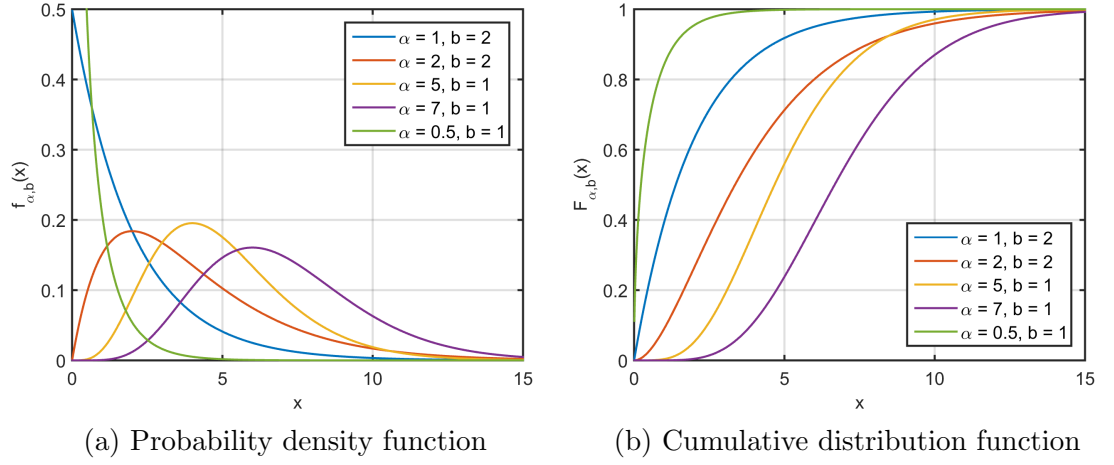 0.5
0.4
0.3
0.2
0.1
0
0
5
10
15
f α,b(x)
x
α = 1, b = 2
α = 2, b = 2
α = 5, b = 1
α = 7, b = 1
α = 0.5, b = 1
(a) Probability density function
1
0.8
0.6
0.4
0.2
0
0
5
10
15
F α,b(x)
x
α = 1, b = 2
α = 2, b = 2
α = 5, b = 1
α = 7, b = 1
α = 0.5, b = 1
(b) Cumulative distribution function